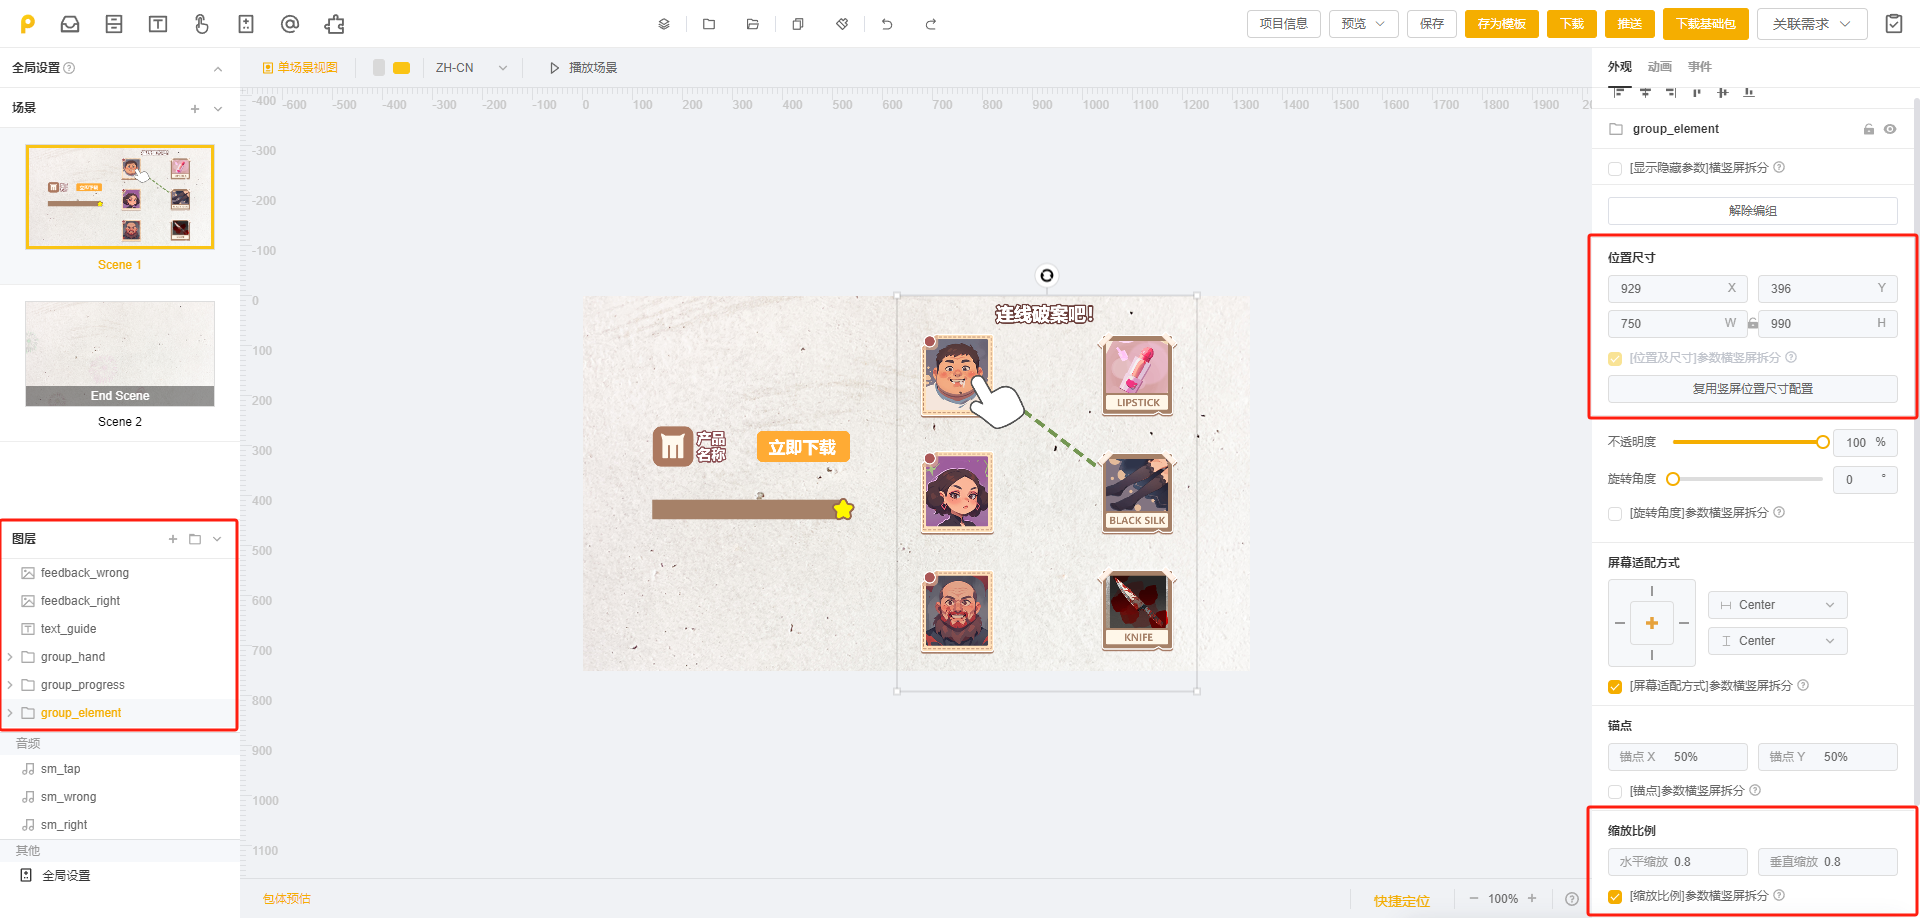 项目信息
预览
保存
存为模板
下载
推送
下载基础包
关联需求
全局设置
单场景视图
ZH-CN
播放场景
外观 动画 事件
场景
-600 -500 -400 -300 -200 -100 0 100 200 300 400 500 600 700 800 900 1000 1100 1200 1300 1400 1500 1600 1700 1800 1900
-400
-300
-200
-100
0
100
200
300
400
500
600
700
800
900
1000
1100
Scene 1
End Scene
Scene 2
图层
feedback_wrong
feedback_right
text_guide
group_hand
group_progress
group_element
音频
sm_tap
sm_wrong
sm_right
其他
全局设置
连线破案吧!
产品
名称
立即下载
LIPSTICK
BLACK SILK
KNIFE
包体预估
快捷定位
100%
group_element
[显示隐藏参数]横竖屏拆分
解除编组
位置尺寸
929 X 396 Y
750 W 990 H
[位置及尺寸]参数横竖屏拆分
复用竖屏位置尺寸配置
不透明度 100 %
旋转角度 0 °
[旋转角度]参数横竖屏拆分
屏幕适配方式
Center
Center
[屏幕适配方式]参数横竖屏拆分
锚点
锚点 X 50% 锚点 Y 50%
[锚点]参数横竖屏拆分
缩放比例
水平缩放 0.8 垂直缩放 0.8
[缩放比例]参数横竖屏拆分